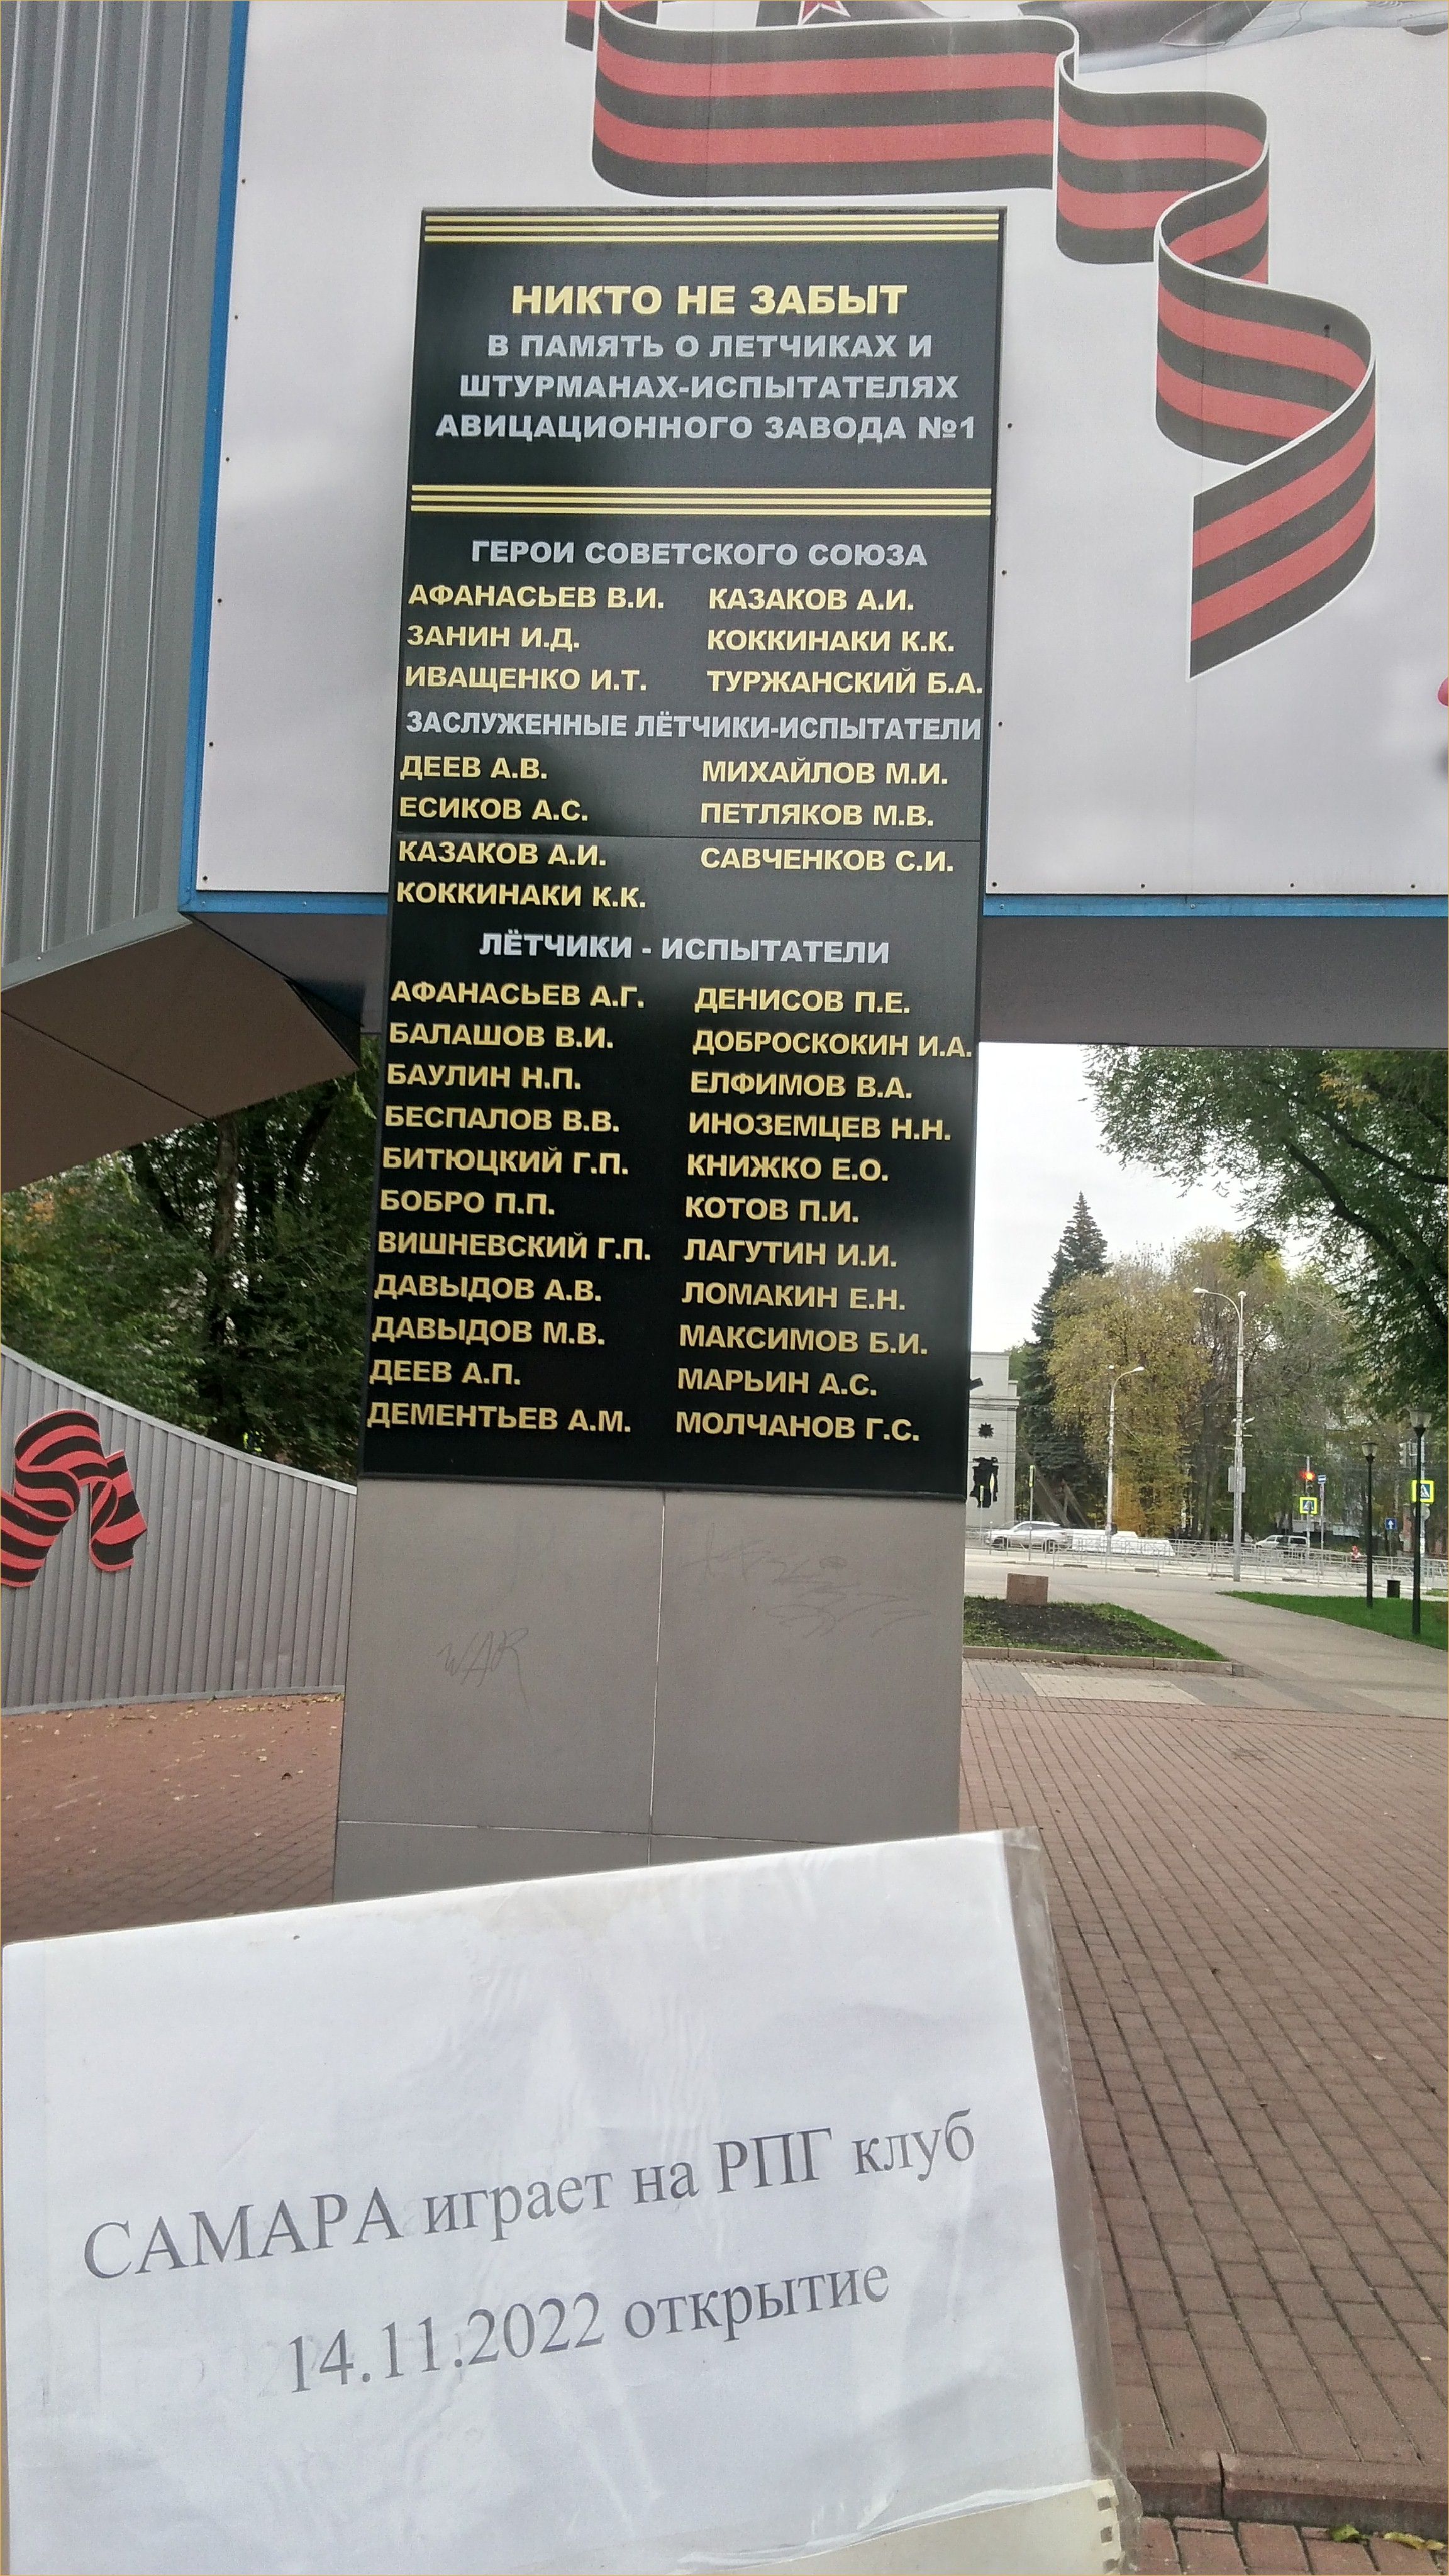 НИКТО НЕ ЗАБЫТ
В ПАМЯТЬ О ЛЕТЧИКАХ И
ШТУРМАНАХ-ИСПЫТАТЕЛЯХ
АВИЦАЦИОННОГО ЗАВОДА №1
ГЕРОИ СОВЕТСКОГО СОЮЗА
АФАНАСЬЕВ В.И. КАЗАКОВ А.И.
ЗАНИН И.Д. КОККИНАКИ К.К.
ИВАЩЕНКО И.Т. ТУРЖАНСКИЙ Б.А.
ЗАСЛУЖЕННЫЕ ЛЁТЧИКИ-ИСПЫТАТЕЛИ
ДЕЕВ А.В. МИХАЙЛОВ М.И.
ЕСИКОВ А.С. ПЕТЛЯКОВ М.В.
КАЗАКОВ А.И. САВЧЕНКОВ С.И.
КОККИНАКИ К.К.
ЛЁТЧИКИ - ИСПЫТАТЕЛИ
АФАНАСЬЕВ А.Г. ДЕНИСОВ П.Е.
БАЛАШОВ В.И. ДОБРОСКОКИН И.А.
БАУЛИН Н.П. ЕЛФИМОВ В.А.
БЕСПАЛОВ В.В. ИНОЗЕМЦЕВ Н.Н.
БИТЮЦКИЙ Г.П. КНИЖКО Е.О.
БОБРО П.П. КОТОВ П.И.
ВИШНЕВСКИЙ Г.П. ЛАГУТИН И.И.
ДАВЫДОВ А.В. ЛОМАКИН Е.Н.
ДАВЫДОВ М.В. МАКСИМОВ Б.И.
ДЕЕВ А.П. МАРЬИН А.С.
ДЕМЕНТЬЕВ А.М. МОЛЧАНОВ Г.С.
WAR
САМАРА играет на РПГ клуб
14.11.2022 открытие